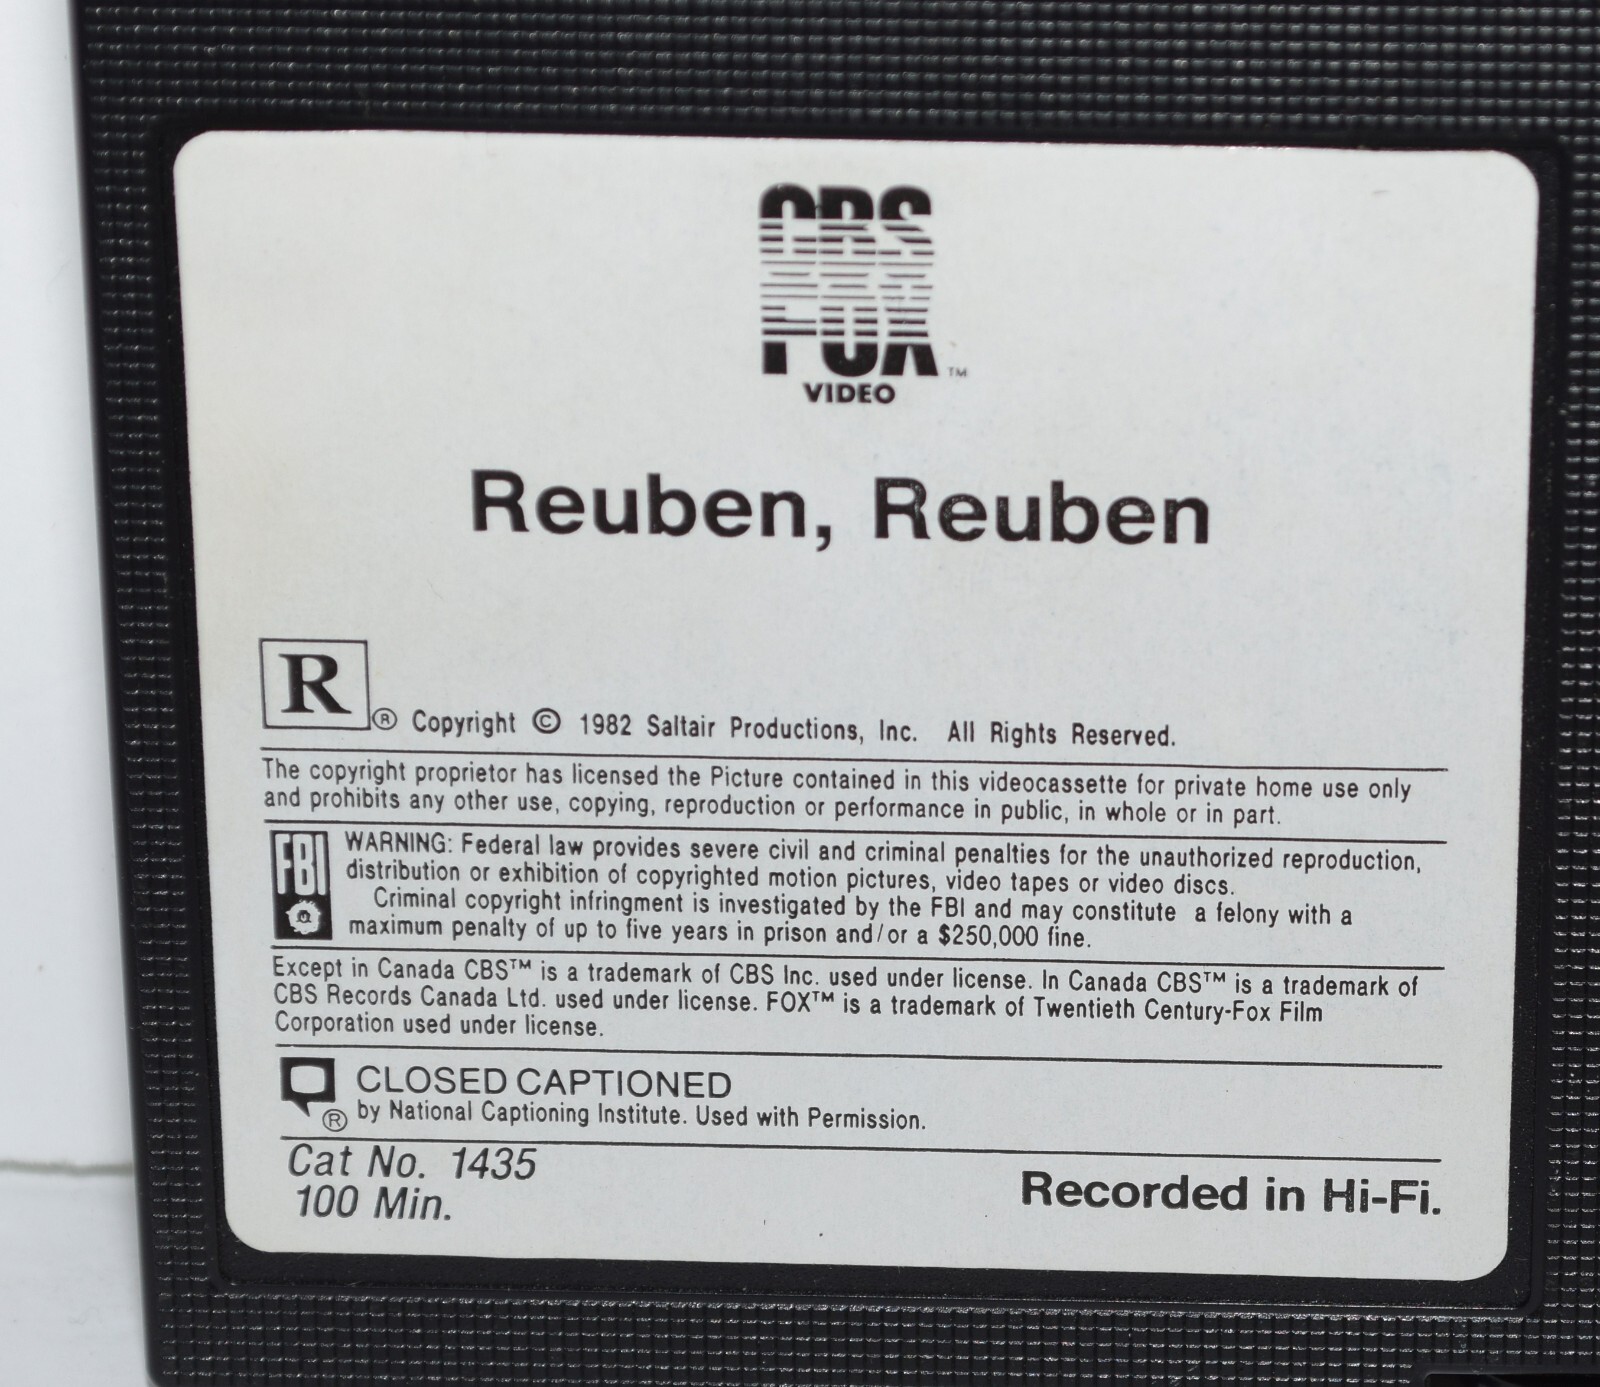 CBS
FOX ™
VIDEO
Reuben, Reuben
R ® Copyright © 1982 Saltair Productions, Inc. All Rights Reserved.
The copyright proprietor has licensed the Picture contained in this videocassette for private home use only
and prohibits any other use, copying, reproduction or performance in public, in whole or in part.
FBI WARNING: Federal law provides severe civil and criminal penalties for the unauthorized reproduction,
distribution or exhibition of copyrighted motion pictures, video tapes or video discs.
Criminal copyright infringment is investigated by the FBI and may constitute a felony with a
maximum penalty of up to five years in prison and/or a $250,000 fine.
Except in Canada CBS™ is a trademark of CBS Inc. used under license. In Canada CBS™ is a trademark of
CBS Records Canada Ltd. used under license. FOX™ is a trademark of Twentieth Century-Fox Film
Corporation used under license.
CLOSED CAPTIONED
® by National Captioning Institute. Used with Permission.
Cat No. 1435
100 Min.
Recorded in Hi-Fi.